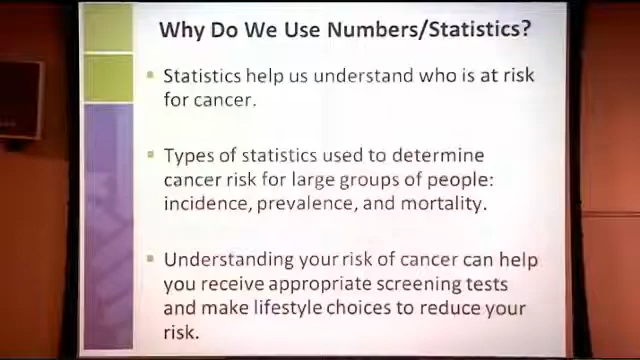 Why Do We Use Numbers/Statistics?
Statistics help us understand who is at risk
for cancer.
Types of statistics used to determine
cancer risk for large groups of people:
incidence, prevalence, and mortality.
Understanding your risk of cancer can help
you receive appropriate screening tests
and make lifestyle choices to reduce your
risk.